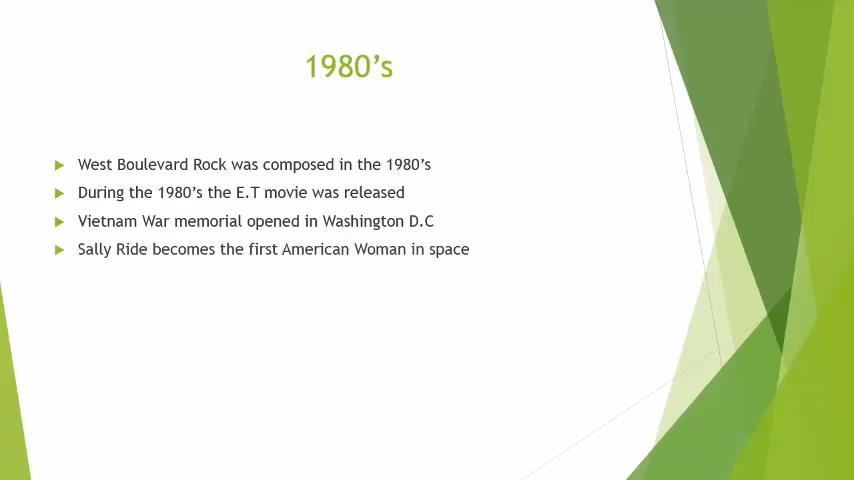 1980’s
West Boulevard Rock was composed in the 1980’s
During the 1980’s the E.T movie was released
Vietnam War memorial opened in Washington D.C
Sally Ride becomes the first American Woman in space